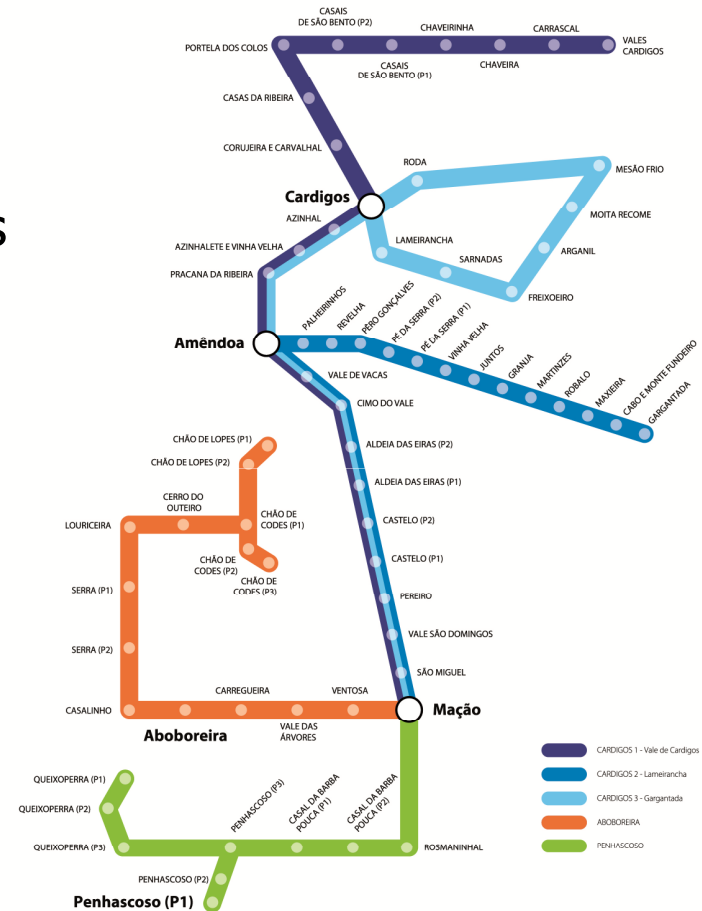 CASAIS
DE SÃO BENTO (P2)
CHAVEIRINHA
CARRASCAL
PORTELA DOS COLOS
VALES
CARDIGOS
CASAIS
DE SÃO BENTO (P1)
CHAVEIRA
CASAS DA RIBEIRA
CORUJEIRA E CARVALHAL
RODA
MESÃO FRIO
Cardigos
MOITA RECOME
AZINHAL
S
LAMEIRANCHA
AZINHALETE E VINHA VELHA
SARNADAS
ARGANIL
PRACANA DA RIBEIRA
FREIXOEIRO
Amêndoa
PALHEIRINHOS
REVELHA
PÊRO GONÇALVES
PÉ DA SERRA (P2)
PÉ DA SERRA (P1)
VINHA VELHA
JUNTOS
GRANJA
MARTINZES
ROBALO
MAXIEIRA
CABO E MONTE FUNDEIRO
GARGANTADA
VALE DE VACAS
CIMO DO VALE
CHÃO DE LOPES (P1)
ALDEIA DAS EIRAS (P2)
CHÃO DE LOPES (P2)
ALDEIA DAS EIRAS (P1)
CERRO DO
OUTEIRO
LOURICEIRA
CHÃO DE
CODES (P1)
CASTELO (P2)
CHÃO DE
CODES (P2)
CASTELO (P1)
CHÃO DE
CODES (P3)
SERRA (P1)
PEREIRO
VALE SÃO DOMINGOS
SERRA (P2)
SÃO MIGUEL
CARREGUEIRA
VENTOSA
CASALINHO
Mação
VALE DAS
ÁRVORES
Aboboreira
CARDIGOS 1 - Vale de Cardigos
CARDIGOS 2 - Lameirancha
CARDIGOS 3 - Gargantada
ABOBOREIRA
PENHASCOSO
QUEIXOPERRA (P1)
QUEIXOPERRA (P2)
QUEIXOPERRA (P3)
PENHASCOSO (P3)
CASAL DA BARBA
POUCA (P1)
CASAL DA BARBA
POUCA (P2)
ROSMANINHAL
PENHASCOSO (P2)
Penhascoso (P1)